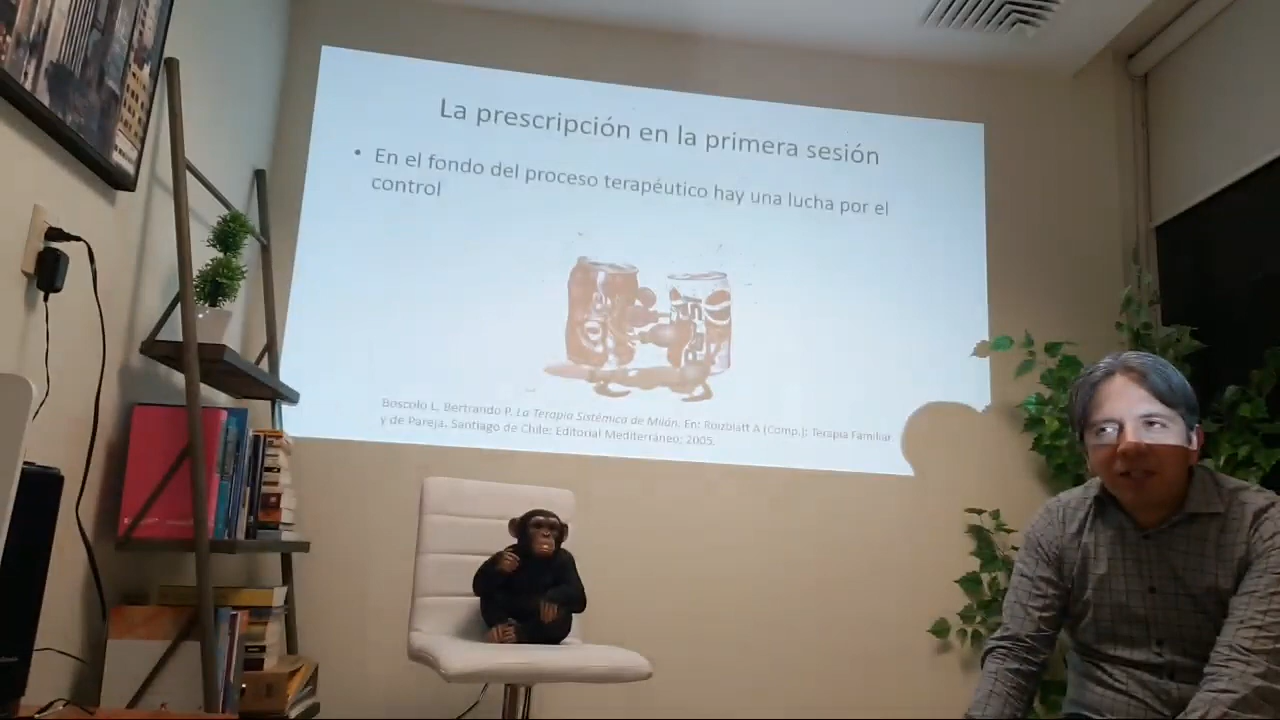 La prescripción en la primera sesión
• En el fondo del proceso terapéutico hay una lucha por el
control
Boscolo L, Bertrando P. La Terapia Sistémica de Milán. En: Roizblatt A (Comp.): Terapia Familiar
y de Pareja. Santiago de Chile: Editorial Mediterráneo; 2005.